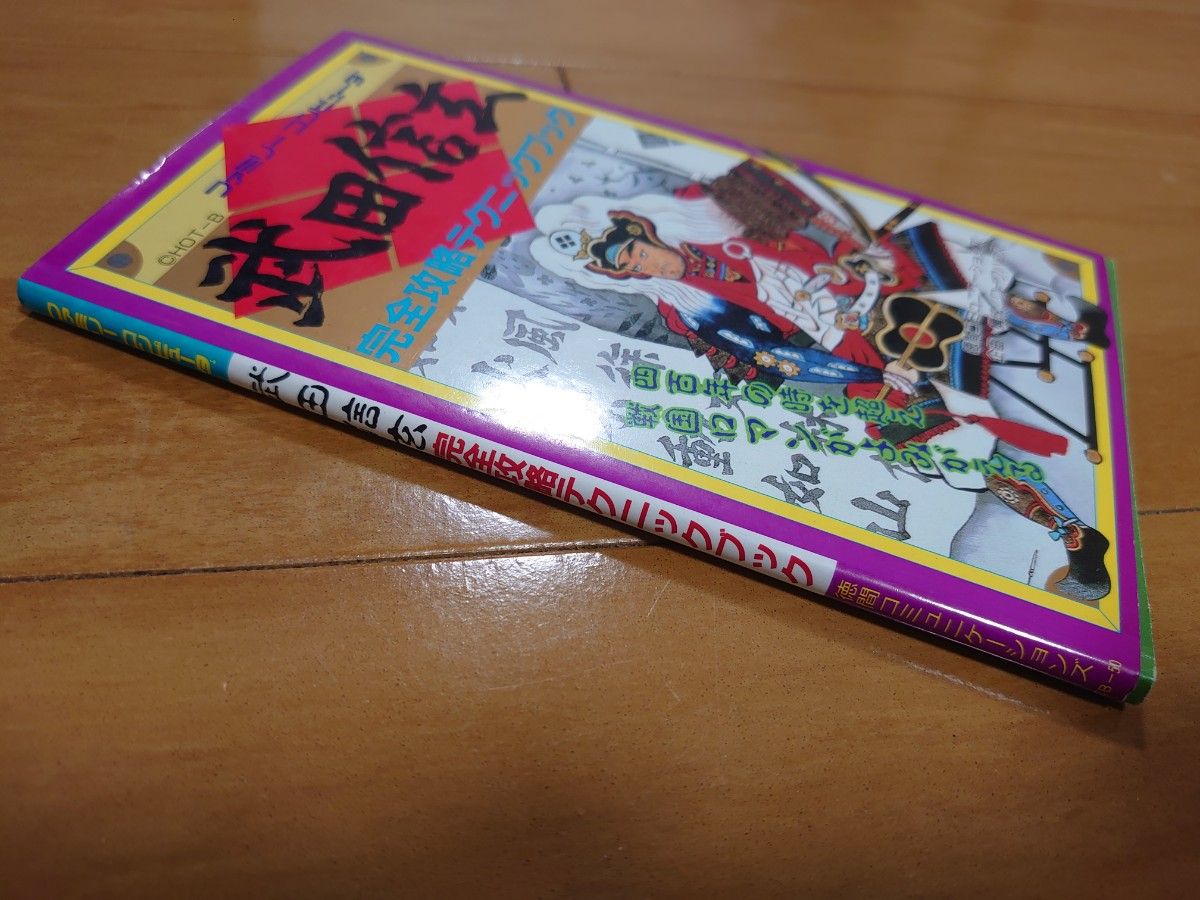 ファミリーコンピュータ
©HOT-B
武田信玄
完全攻略テクニックブック
四百年の時を超え
戦国ロマンがよみがえる
風
山
如
ファミリーコンピュータ
武田信玄
完全攻略テクニックブック
徳間コミュニケーションズ
B-50